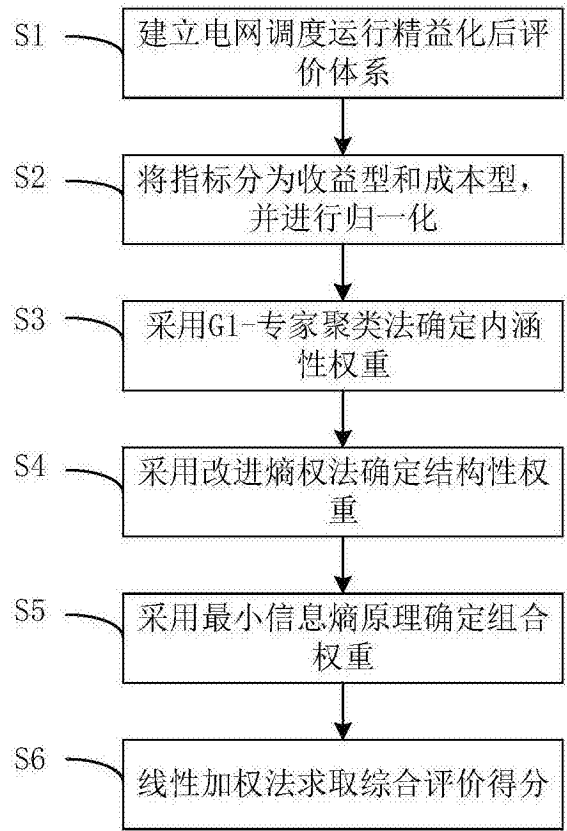 S1
建立电网调度运行精益化后评
价体系
S2
将指标分为收益型和成本型，
并进行归一化
S3
采用G1-专家聚类法确定内涵
性权重
S4
采用改进熵权法确定结构性权
重
S5
采用最小信息熵原理确定组合
权重
S6
线性加权法求取综合评价得分